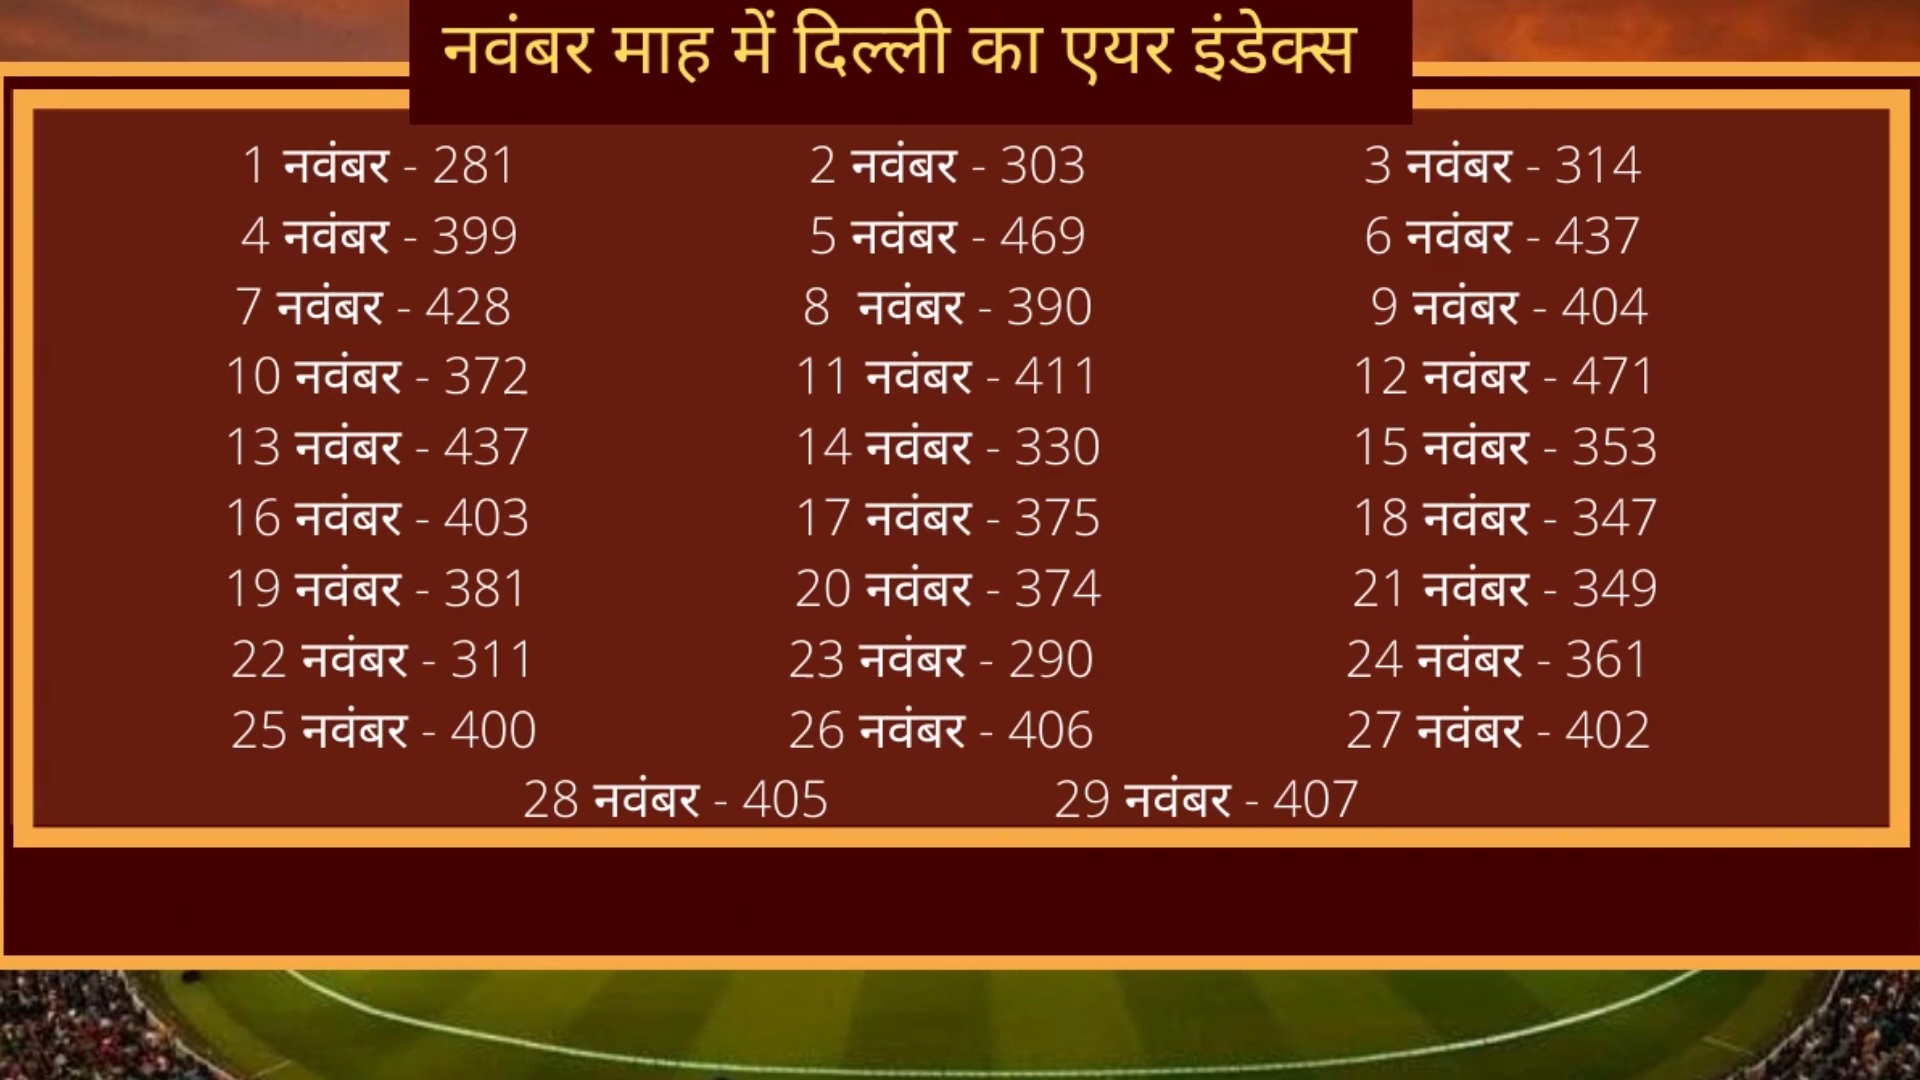 नवंबर माह में दिल्ली का एयर इंडेक्स
1 नवंबर - 281 2 नवंबर - 303 3 नवंबर - 314
4 नवंबर - 399 5 नवंबर - 469 6 नवंबर - 437
7 नवंबर - 428 8 नवंबर - 390 9 नवंबर - 404
10 नवंबर - 372 11 नवंबर - 411 12 नवंबर - 471
13 नवंबर - 437 14 नवंबर - 330 15 नवंबर - 353
16 नवंबर - 403 17 नवंबर - 375 18 नवंबर - 347
19 नवंबर - 381 20 नवंबर - 374 21 नवंबर - 349
22 नवंबर - 311 23 नवंबर - 290 24 नवंबर - 361
25 नवंबर - 400 26 नवंबर - 406 27 नवंबर - 402
28 नवंबर - 405 29 नवंबर - 407